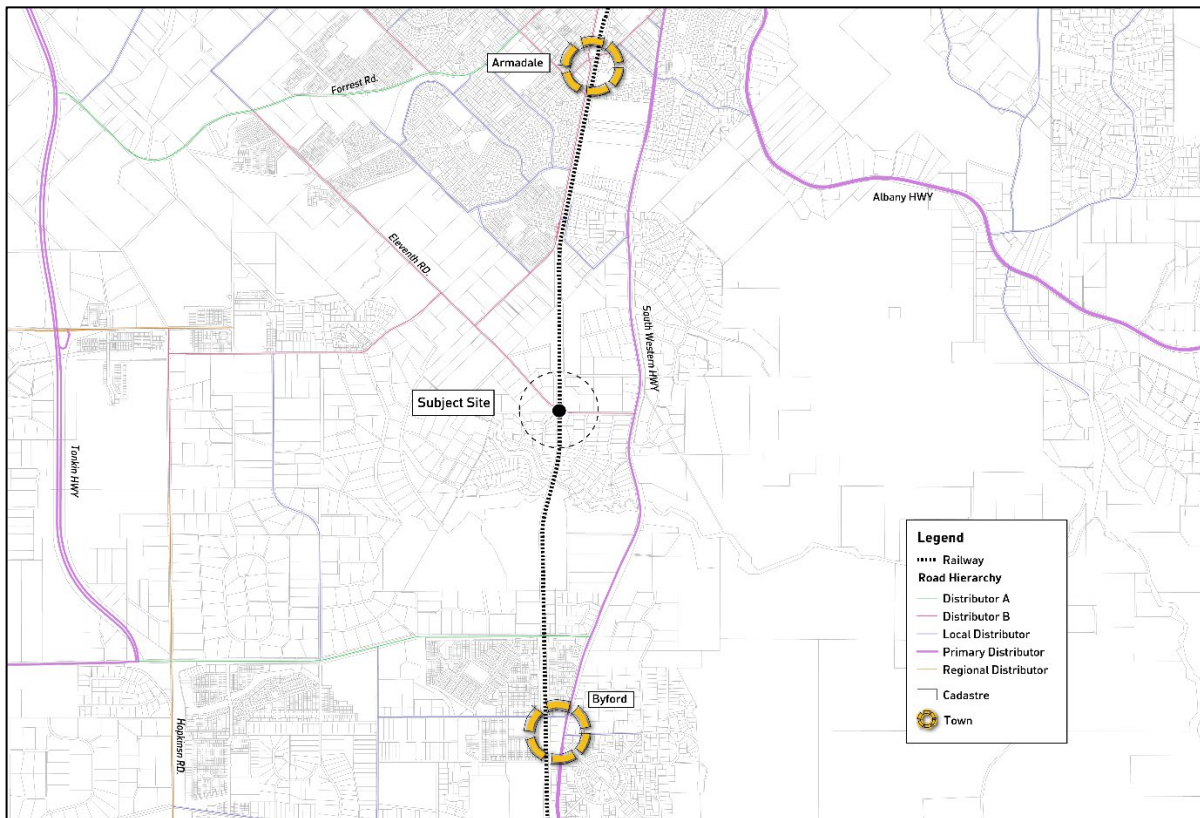 Armadale
Forrest Rd.
Albany HWY
Eleventh RD.
South Western HWY
Subject Site
Tonkin HWY
Legend
Railway
Road Hierarchy
Distributor A
Distributor B
Local Distributor
Primary Distributor
Regional Distributor
Cadastre
Town
Byford
Hopkinsn RD.